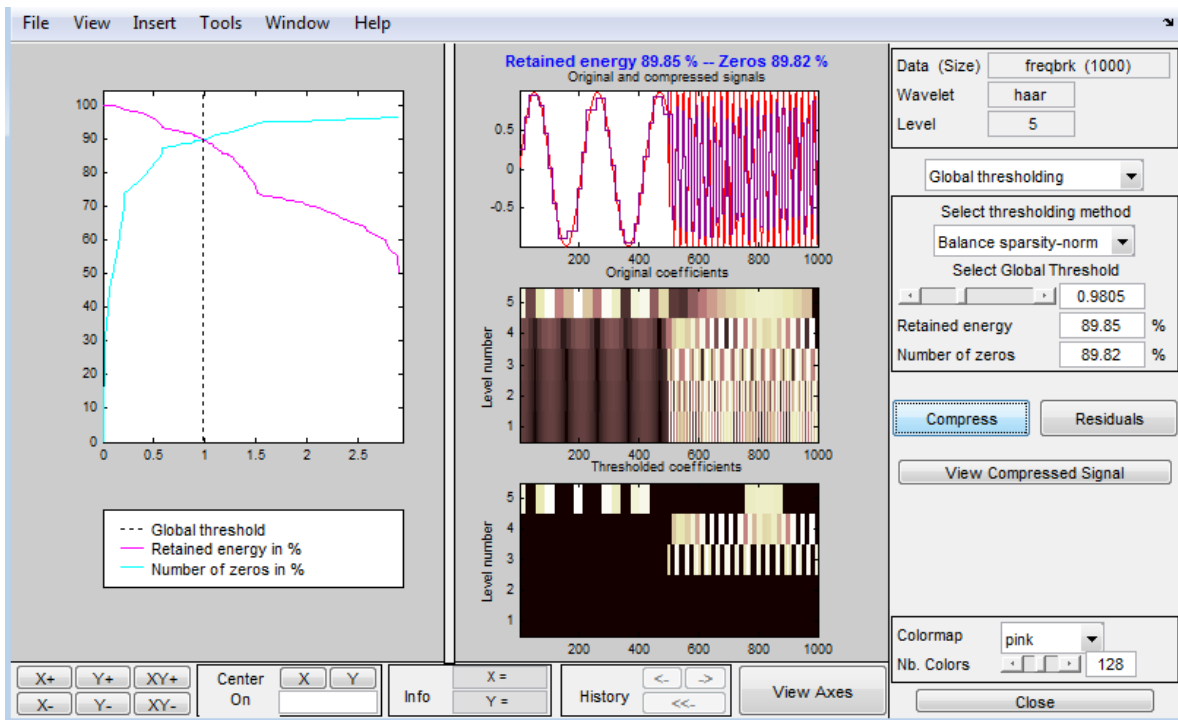 File View Insert Tools Window Help
100
90
80
70
60
50
40
30
20
10
0
0 0.5 1 1.5 2 2.5
Global threshold
Retained energy in %
Number of zeros in %
Retained energy 89.85 % -- Zeros 89.82 %
Original and compressed signals
0.5
0
-0.5
200 400 600 800 1000
Original coefficients
Level number
5
4
3
2
1
200 400 600 800 1000
Thresholded coefficients
Level number
5
4
3
2
1
200 400 600 800 1000
Data (Size) freqbrk (1000)
Wavelet haar
Level 5
Global thresholding
Select thresholding method
Balance sparsity-norm
Select Global Threshold
0.9805
Retained energy 89.85 %
Number of zeros 89.82 %
Compress Residuals
View Compressed Signal
Colormap pink
Nb. Colors 128
Close
X+ Y+ XY+
X- Y- XY-
Center On X Y
Info X =
Y =
History <- ->
<<-
View Axes